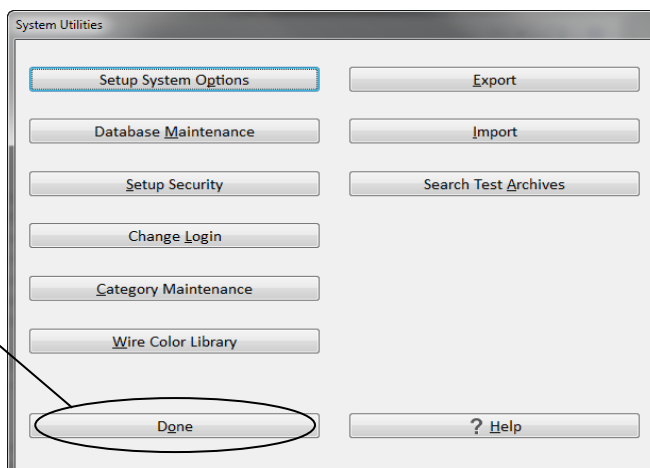 System Utilities
Setup System Options
Export
Database Maintenance
Import
Setup Security
Search Test Archives
Change Login
Category Maintenance
Wire Color Library
Done
? Help